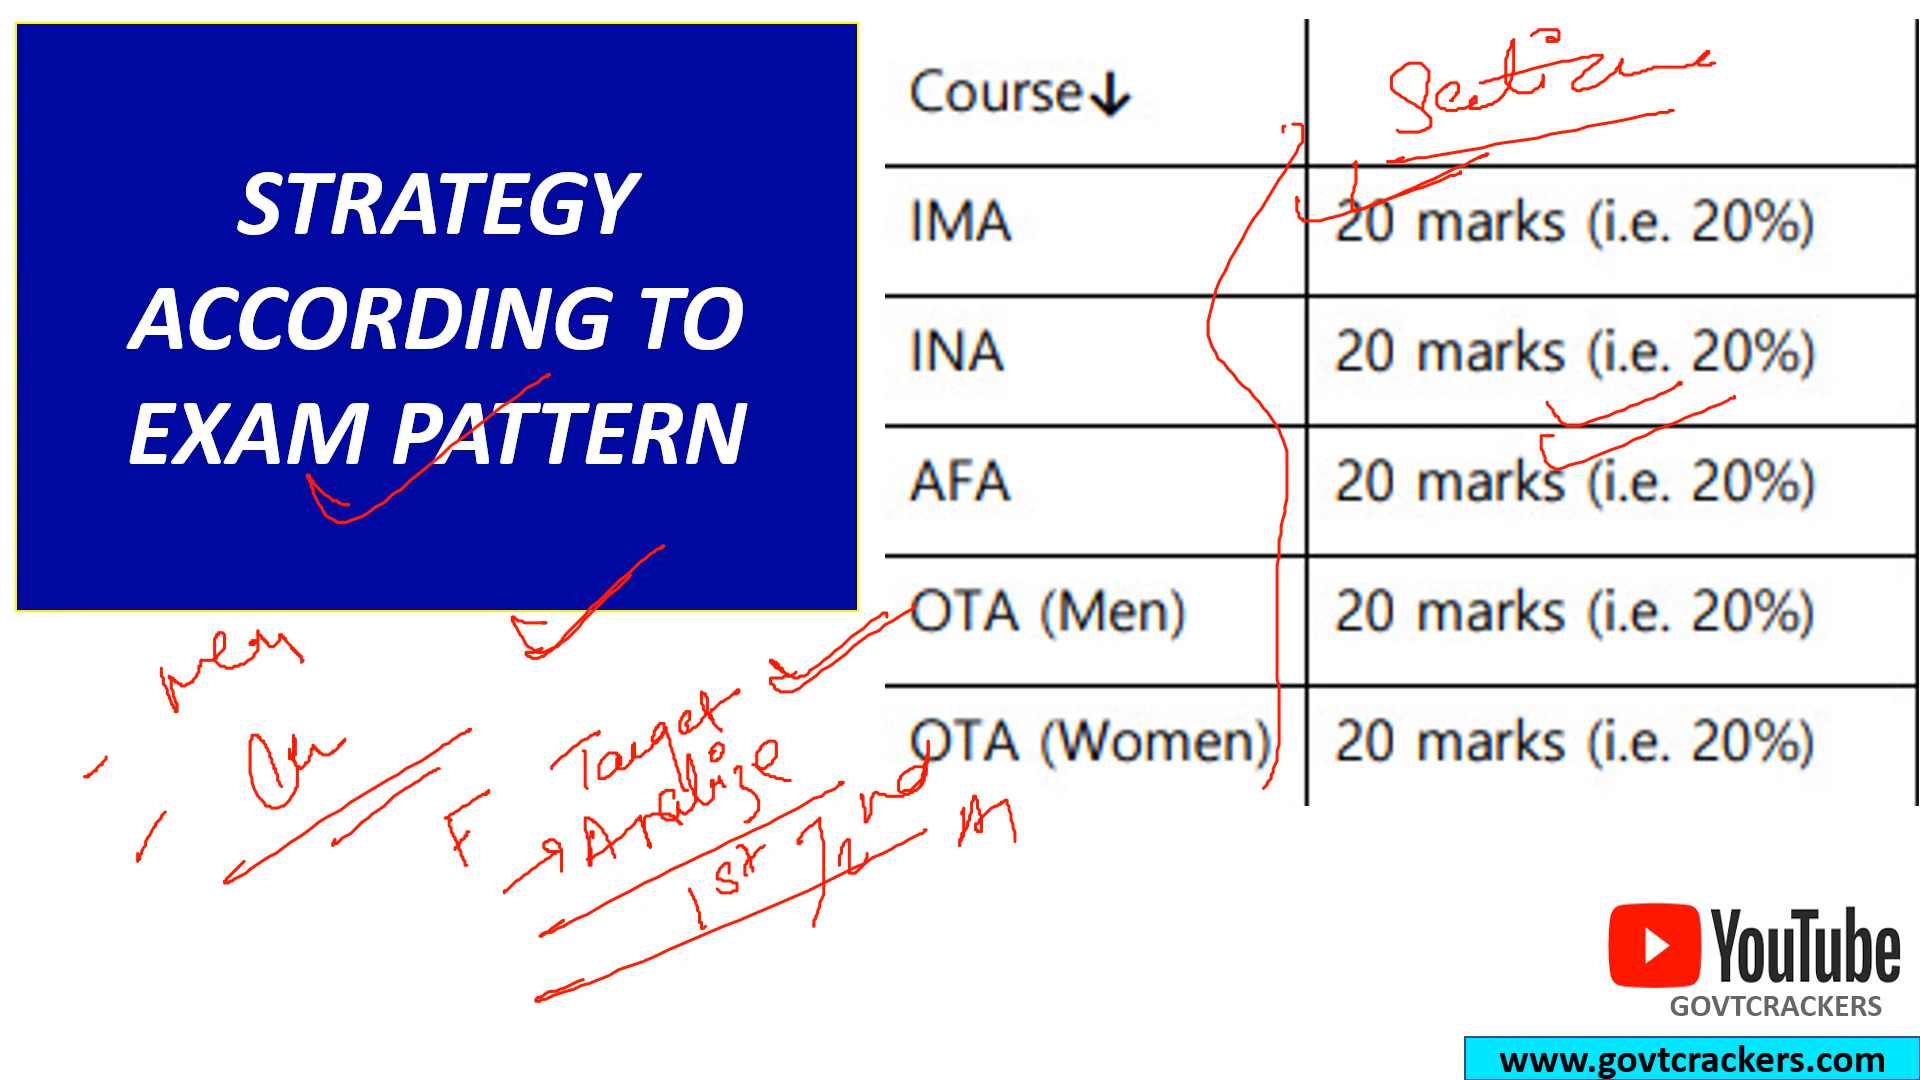 STRATEGY
ACCORDING TO
EXAM PATTERN
Course↓
IMA 20 marks (i.e. 20%)
INA 20 marks (i.e. 20%)
AFA 20 marks (i.e. 20%)
OTA (Men) 20 marks (i.e. 20%)
OTA (Women) 20 marks (i.e. 20%)
Target
F → Analize
1st 2nd M
YouTube
GOVTCRACKERS
www.govtcrackers.com